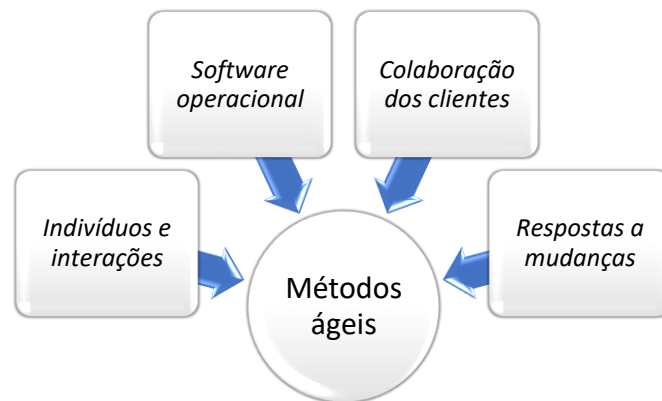 Software
operacional
Colaboração
dos clientes
Indivíduos e
interações
Respostas a
mudanças
Métodos
ágeis